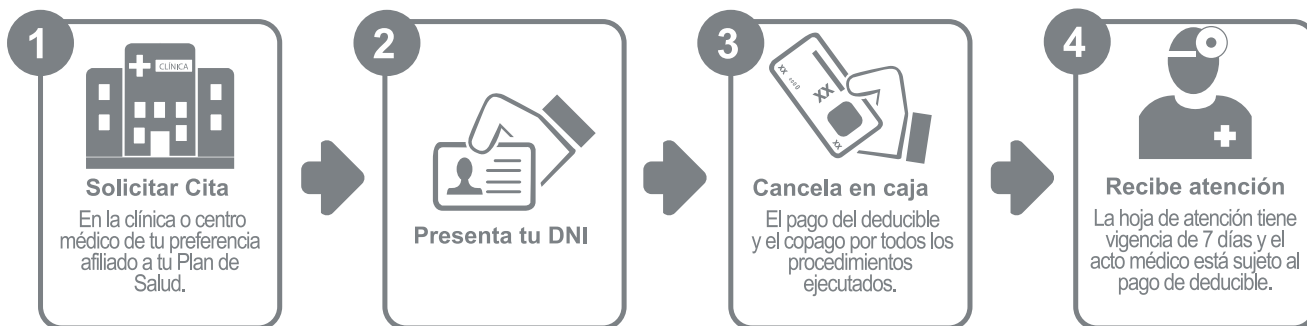 1
CLÍNICA
Solicitar Cita
En la clínica o centro
médico de tu preferencia
afiliado a tu Plan de
Salud.
2
Presenta tu DNI
3
XX
XX
XX
Cancela en caja
El pago del deducible
y el copago por todos los
procedimientos
ejecutados.
4
Recibe atención
La hoja de atención tiene
vigencia de 7 días y el
acto médico está sujeto al
pago de deducible.